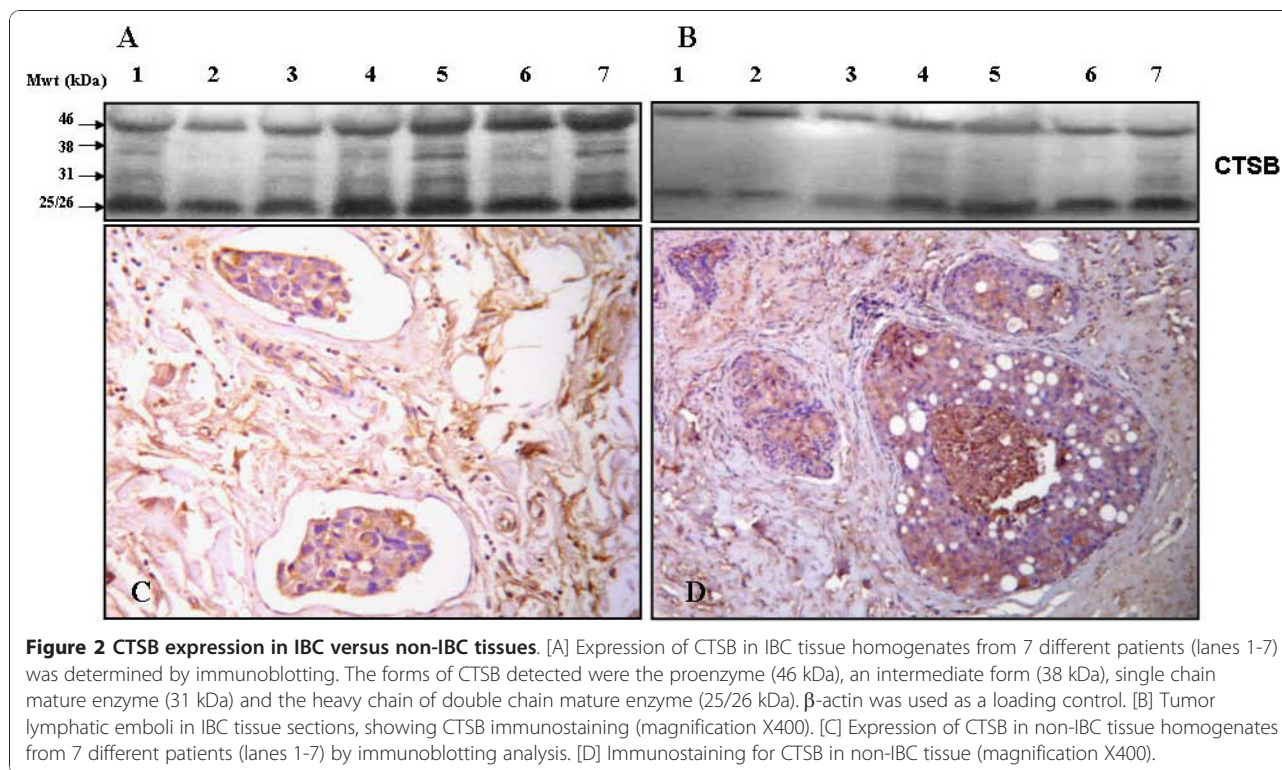 A B
Mwt (kDa) 1 2 3 4 5 6 7 1 2 3 4 5 6 7
46
38
31
25/26
CTSB
C D
Figure 2 CTSB expression in IBC versus non-IBC tissues. [A] Expression of CTSB in IBC tissue homogenates from 7 different patients (lanes 1-7)
was determined by immunoblotting. The forms of CTSB detected were the proenzyme (46 kDa), an intermediate form (38 kDa), single chain
mature enzyme (31 kDa) and the heavy chain of double chain mature enzyme (25/26 kDa). β-actin was used as a loading control. [B] Tumor
lymphatic emboli in IBC tissue sections, showing CTSB immunostaining (magnification X400). [C] Expression of CTSB in non-IBC tissue homogenates
from 7 different patients (lanes 1-7) by immunoblotting analysis. [D] Immunostaining for CTSB in non-IBC tissue (magnification X400).